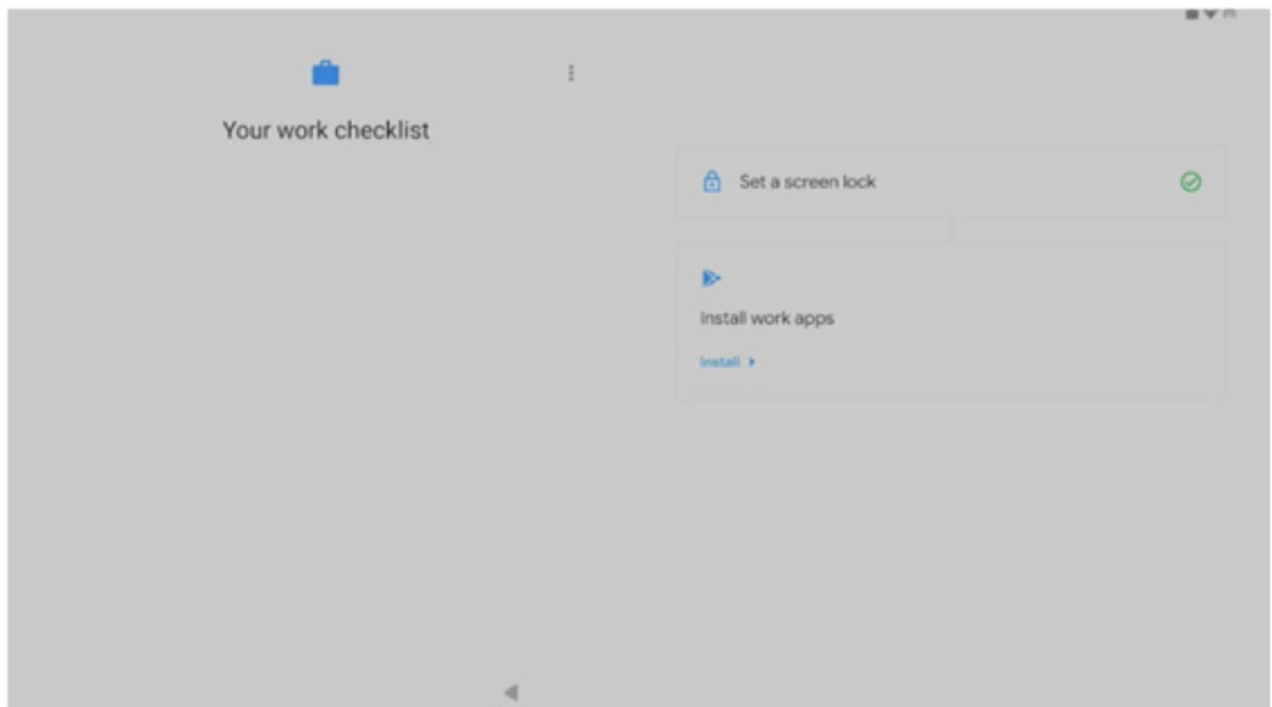 Your work checklist
Set a screen lock
Install work apps
Install